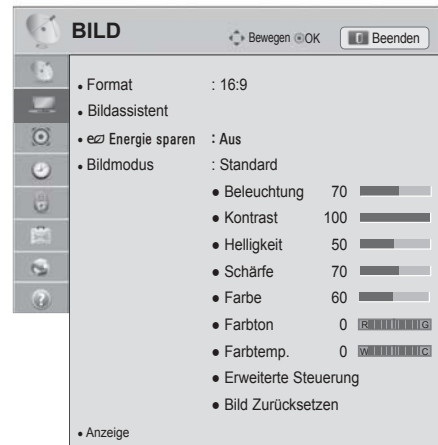 BILD Bewegen OK Beenden
• Format : 16:9
• Bildassistent
• e Energie sparen : Aus
• Bildmodus : Standard
● Beleuchtung 70
● Kontrast 100
● Helligkeit 50
● Schärfe 70
● Farbe 60
● Farbton 0 R G
● Farbtemp. 0 W C
● Erweiterte Steuerung
● Bild Zurücksetzen
• Anzeige